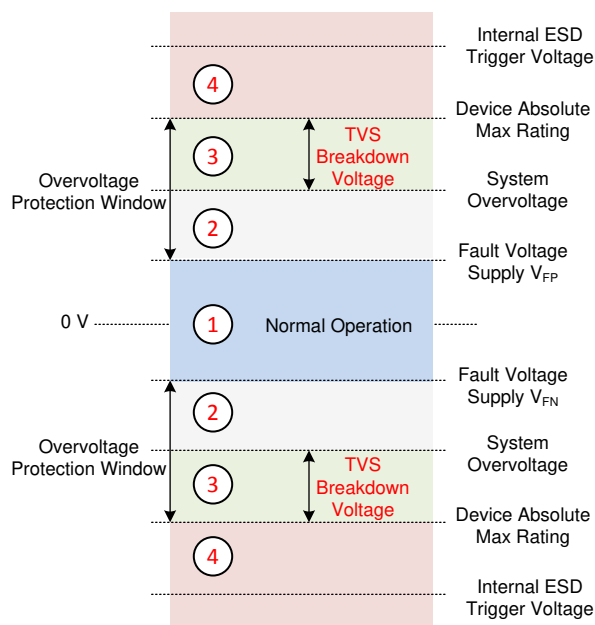 Internal ESD
Trigger Voltage
4
Device Absolute
Max Rating
TVS
Breakdown
Voltage
3
Overvoltage
Protection Window
System
Overvoltage
2
Fault Voltage
Supply VFP
0 V
1
Normal Operation
Fault Voltage
Supply VFN
2
System
Overvoltage
Overvoltage
Protection Window
TVS
Breakdown
Voltage
3
Device Absolute
Max Rating
4
Internal ESD
Trigger Voltage